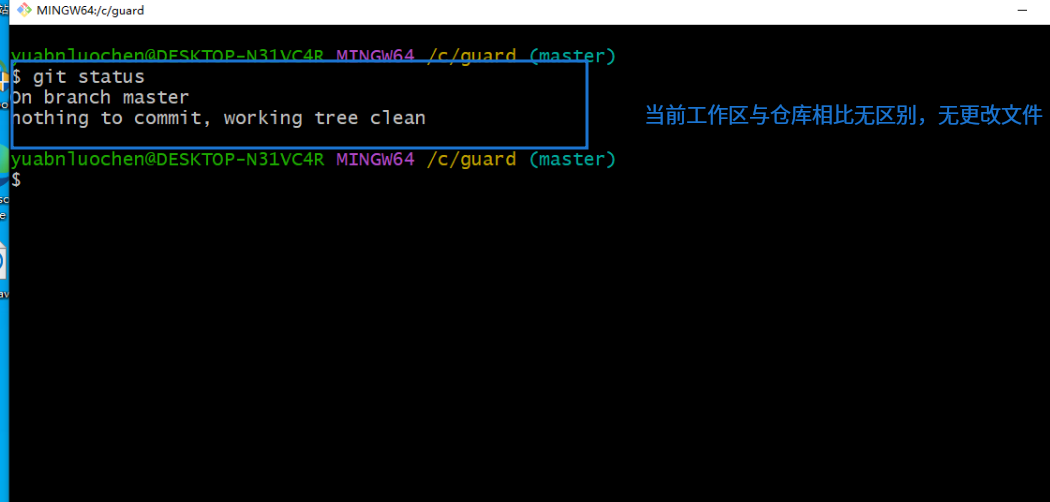 MINGW64:/c/guard
yuabnluochen@DESKTOP-N31VC4R MINGW64 /c/guard (master)
$ git status
On branch master
nothing to commit, working tree clean
当前工作区与仓库相比无区别，无更改文件
yuabnluochen@DESKTOP-N31VC4R MINGW64 /c/guard (master)
$